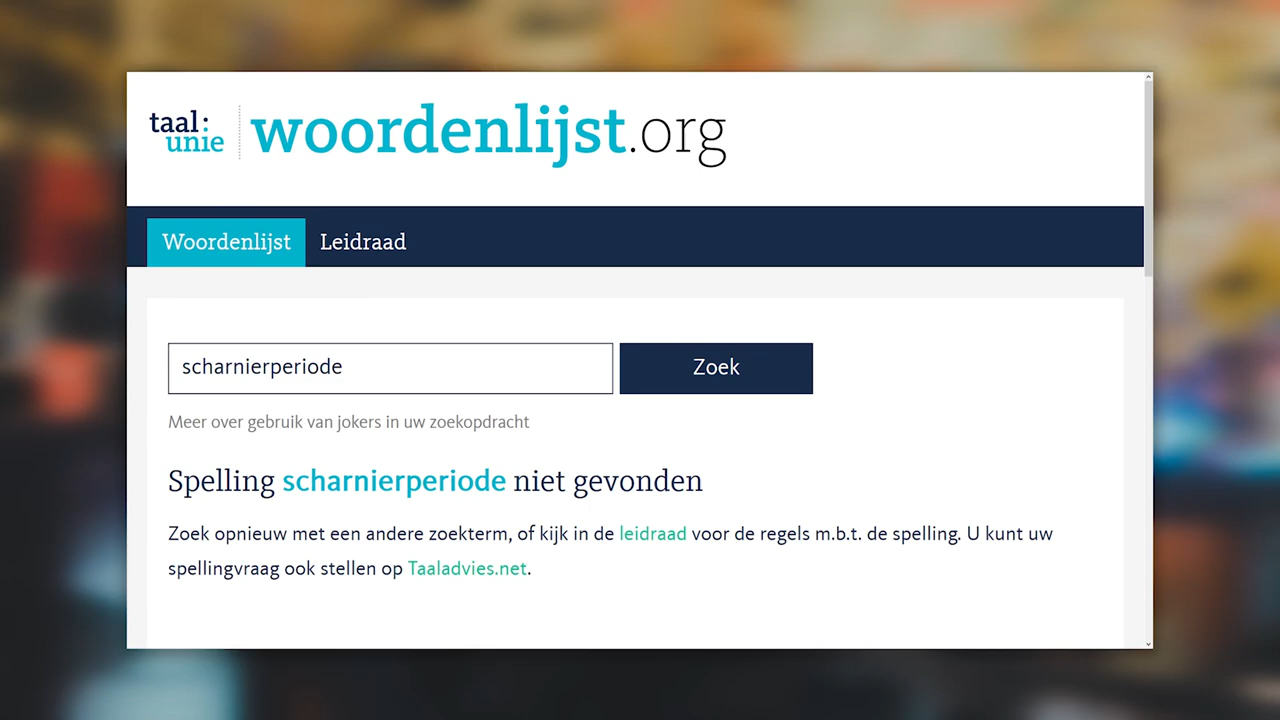 taal:
unie
woordenlijst.org
Woordenlijst Leidraad
scharnierperiode Zoek
Meer over gebruik van jokers in uw zoekopdracht
Spelling scharnierperiode niet gevonden
Zoek opnieuw met een andere zoekterm, of kijk in de leidraad voor de regels m.b.t. de spelling. U kunt uw
spellingvraag ook stellen op Taaladvies.net.